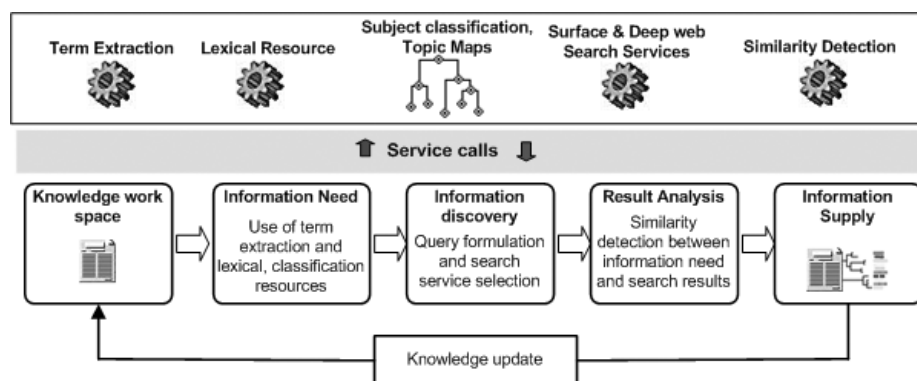 Term Extraction
Lexical Resource
Subject classification,
Topic Maps
Surface & Deep web
Search Services
Similarity Detection
Service calls
Knowledge work
space
Information Need
Use of term
extraction and
lexical, classification
resources
Information
discovery
Query formulation
and search
service selection
Result Analysis
Similarity
detection between
information need
and search results
Information
Supply
Knowledge update